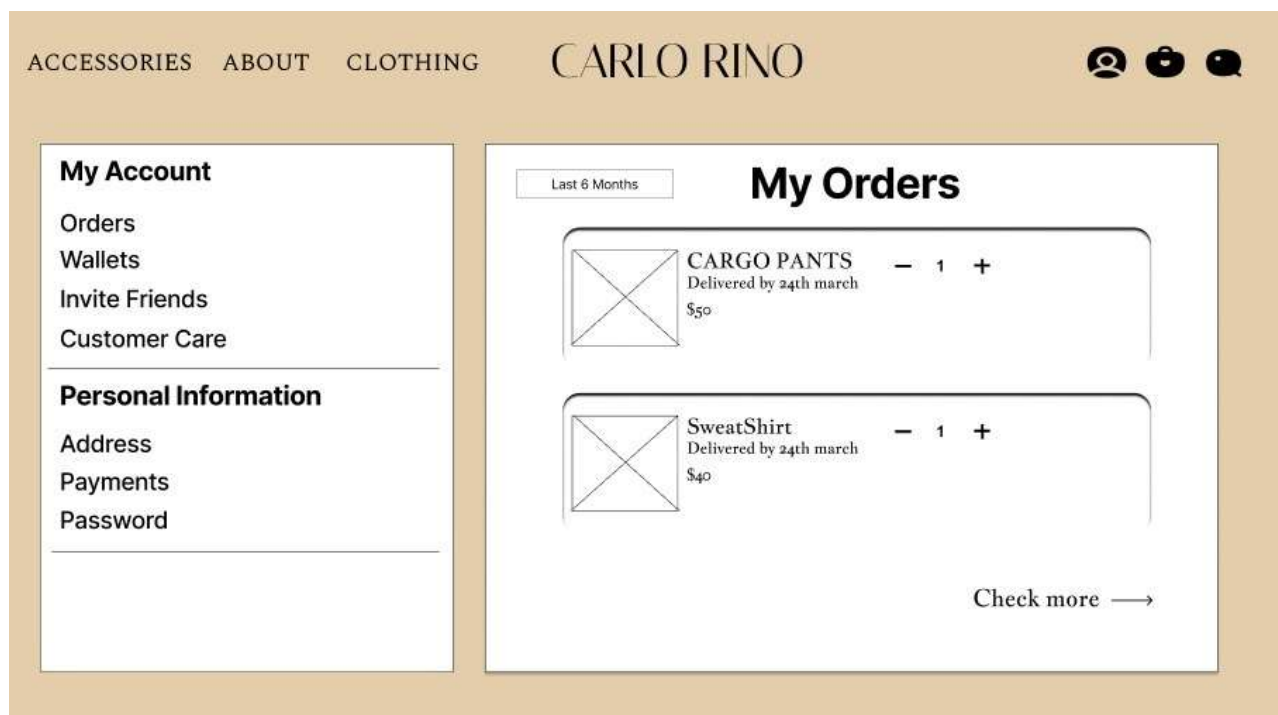 ACCESSORIES ABOUT CLOTHING CARLO RINO
My Account
Orders
Wallets
Invite Friends
Customer Care
Personal Information
Address
Payments
Password
Last 6 Months
My Orders
CARGO PANTS
Delivered by 24th march
$50
− 1 +
SweatShirt
Delivered by 24th march
$40
− 1 +
Check more